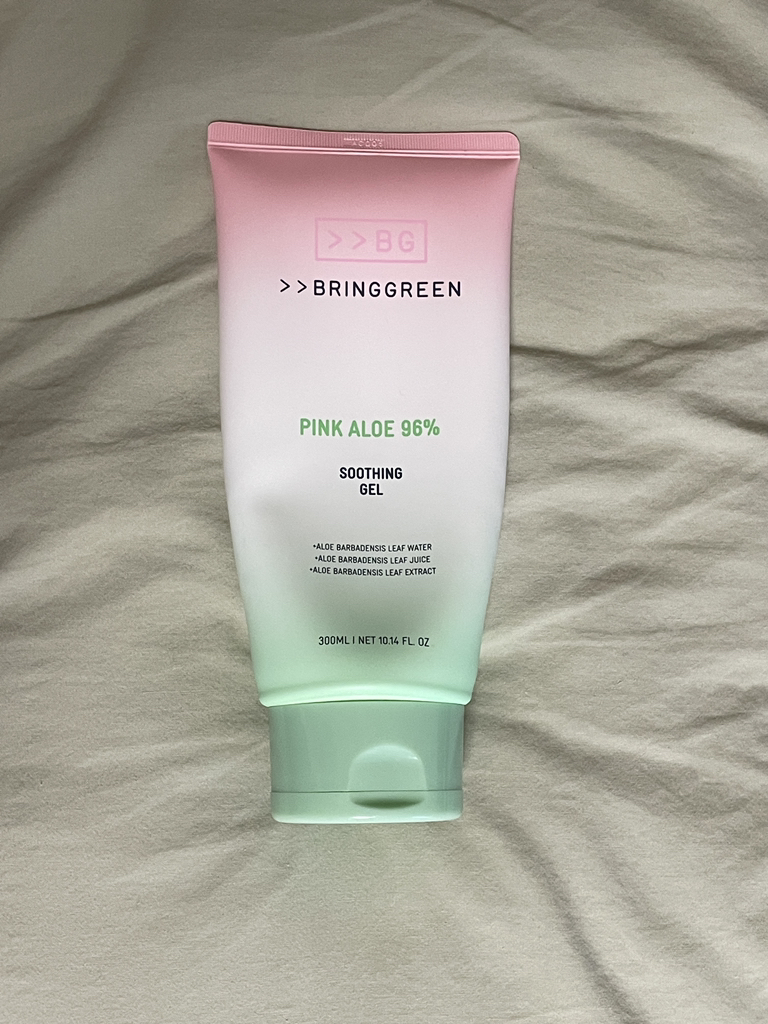 >>BG
>>BRINGGREEN
PINK ALOE 96%
SOOTHING
GEL
+ALOE BARBADENSIS LEAF WATER
+ALOE BARBADENSIS LEAF JUICE
+ALOE BARBADENSIS LEAF EXTRACT
300ML | NET 10.14 FL. OZ